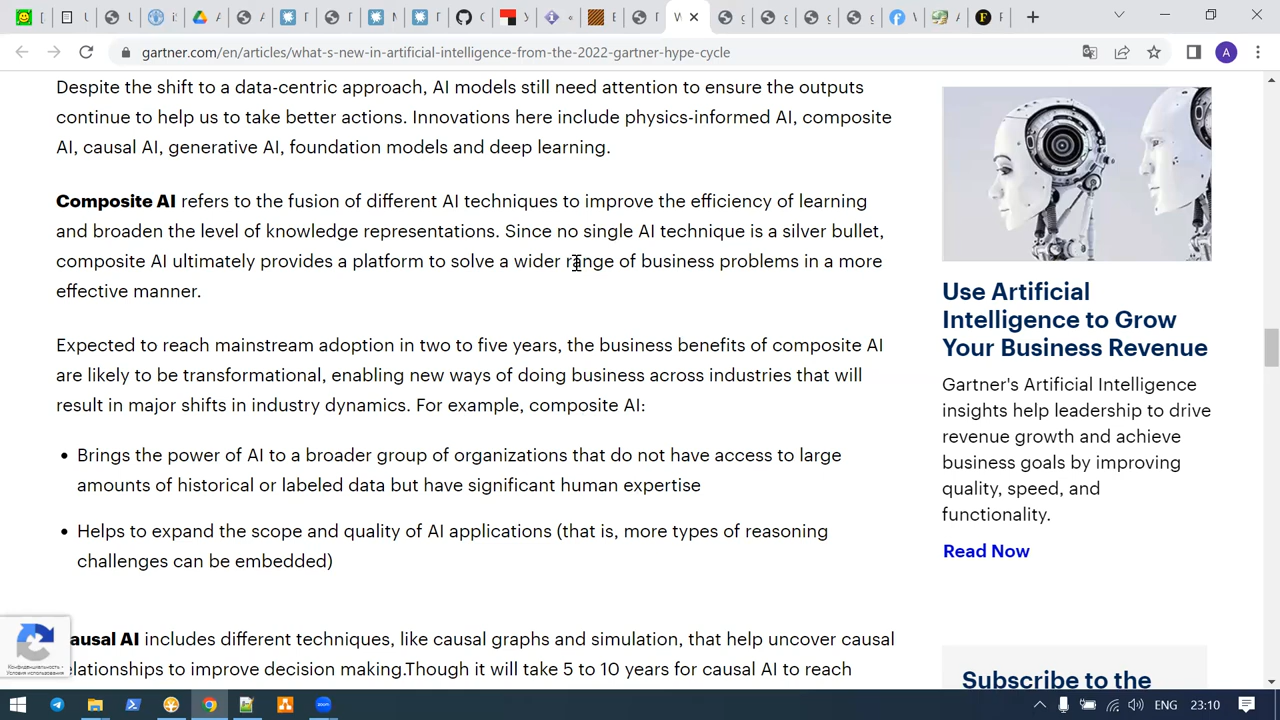 gartner.com/en/articles/what-s-new-in-artificial-intelligence-from-the-2022-gartner-hype-cycle
A
Despite the shift to a data-centric approach, AI models still need attention to ensure the outputs
continue to help us to take better actions. Innovations here include physics-informed AI, composite
AI, causal AI, generative AI, foundation models and deep learning.
Composite AI refers to the fusion of different AI techniques to improve the efficiency of learning
and broaden the level of knowledge representations. Since no single AI technique is a silver bullet,
composite AI ultimately provides a platform to solve a wider range of business problems in a more
effective manner.
Expected to reach mainstream adoption in two to five years, the business benefits of composite AI
are likely to be transformational, enabling new ways of doing business across industries that will
result in major shifts in industry dynamics. For example, composite AI:
• Brings the power of AI to a broader group of organizations that do not have access to large
amounts of historical or labeled data but have significant human expertise
• Helps to expand the scope and quality of AI applications (that is, more types of reasoning
challenges can be embedded)
ausal AI includes different techniques, like causal graphs and simulation, that help uncover causal
elationships to improve decision making.Though it will take 5 to 10 years for causal AI to reach
Use Artificial
Intelligence to Grow
Your Business Revenue
Gartner's Artificial Intelligence
insights help leadership to drive
revenue growth and achieve
business goals by improving
quality, speed, and
functionality.
Read Now
Subscribe to the
Конфиденциальность -
Условия использования
zoom
ENG
23:10